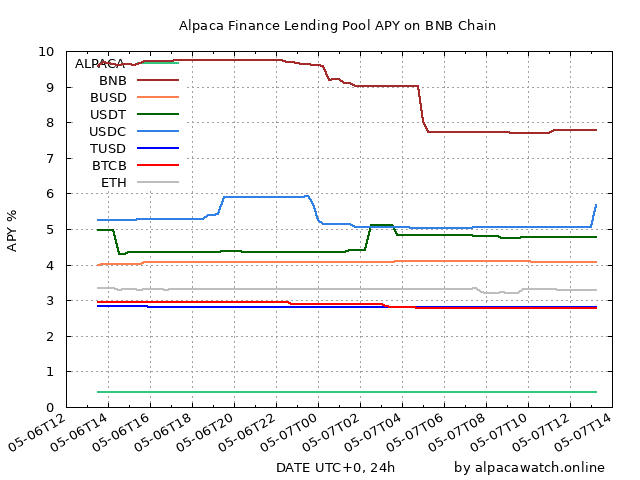 Alpaca Finance Lending Pool APY on BNB Chain
APY %
10
9
8
7
6
5
4
3
2
1
0
ALPACA
BNB
BUSD
USDT
USDC
TUSD
BTCB
ETH
05-06T12
05-06T14
05-06T16
05-06T18
05-06T20
05-06T22
05-07T00
05-07T02
05-07T04
05-07T06
05-07T08
05-07T10
05-07T12
05-07T14
DATE UTC+0, 24h
by alpacawatch.online